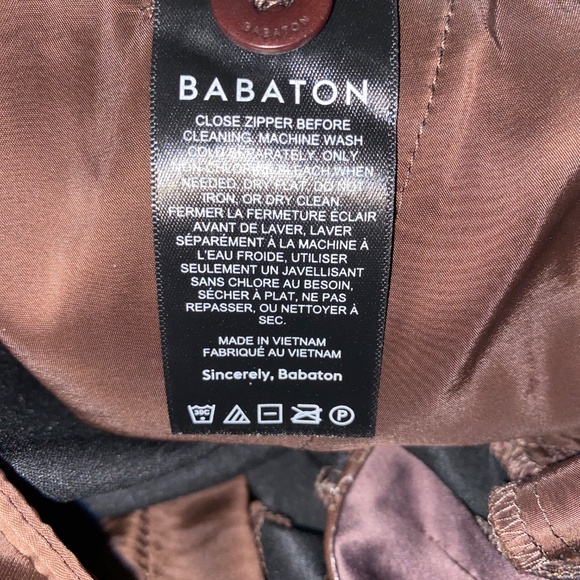 BABATON
BABATON
CLOSE ZIPPER BEFORE
CLEANING, MACHINE WASH
COLD SEPARATELY, ONLY
BLEACH WHEN
NEEDED, DRY FLAT, DO NOT
IRON, OR DRY CLEAN
FERMER LA FERMETURE ÉCLAIR
AVANT DE LAVER, LAVER
SÉPARÉMENT À LA MACHINE À
L'EAU FROIDE, UTILISER
SEULEMENT UN JAVELLISANT
SANS CHLORE AU BESOIN,
SÉCHER À PLAT, NE PAS
REPASSER, OU NETTOYER À
SEC.
MADE IN VIETNAM
FABRIQUÉ AU VIETNAM
Sincerely, Babaton
30C P